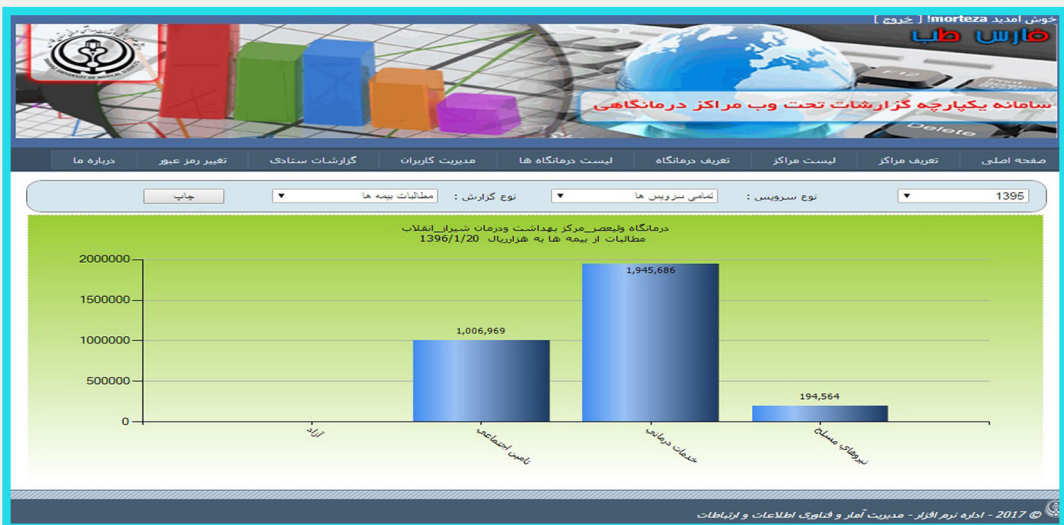 خوش آمدید morteza! [ خروج ]
فارس طب
سامانه یکپارچه گزارشات تحت وب مراکز درمانگاهی
صفحه اصلی تعریف مراکز لیست مراکز تعریف درمانگاه لیست درمانگاه ها مدیریت کاربران گزارشات ستادی تغییر رمز عبور درباره ما
1395 نوع سرویس : تمامی سرویس ها نوع گزارش : مطالبات بیمه ها چاپ
درمانگاه ولیعصر_مرکز بهداشت ودرمان شیراز_انقلاب
مطالبات از بیمه ها به هزارریال 1396/1/20
2000000
1500000
1000000
500000
0
1,006,969
1,945,686
194,564
آزاد
تامین اجتماعی
خدمات درمانی
نیروهای مسلح
© 2017 - اداره نرم افزار - مدیریت آمار و فناوری اطلاعات و ارتباطات